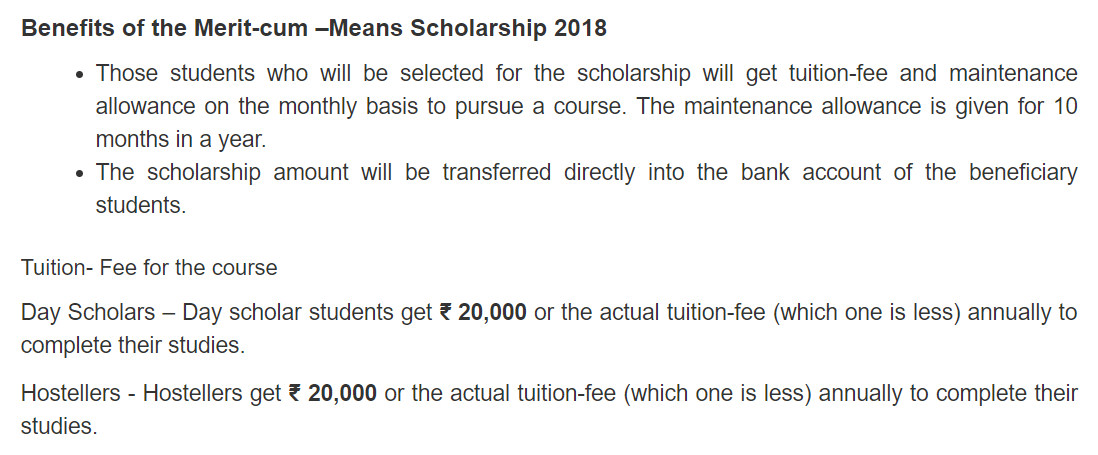 Benefits of the Merit-cum –Means Scholarship 2018
• Those students who will be selected for the scholarship will get tuition-fee and maintenance
allowance on the monthly basis to pursue a course. The maintenance allowance is given for 10
months in a year.
• The scholarship amount will be transferred directly into the bank account of the beneficiary
students.
Tuition- Fee for the course
Day Scholars – Day scholar students get ₹ 20,000 or the actual tuition-fee (which one is less) annually to
complete their studies.
Hostellers - Hostellers get ₹ 20,000 or the actual tuition-fee (which one is less) annually to complete their
studies.